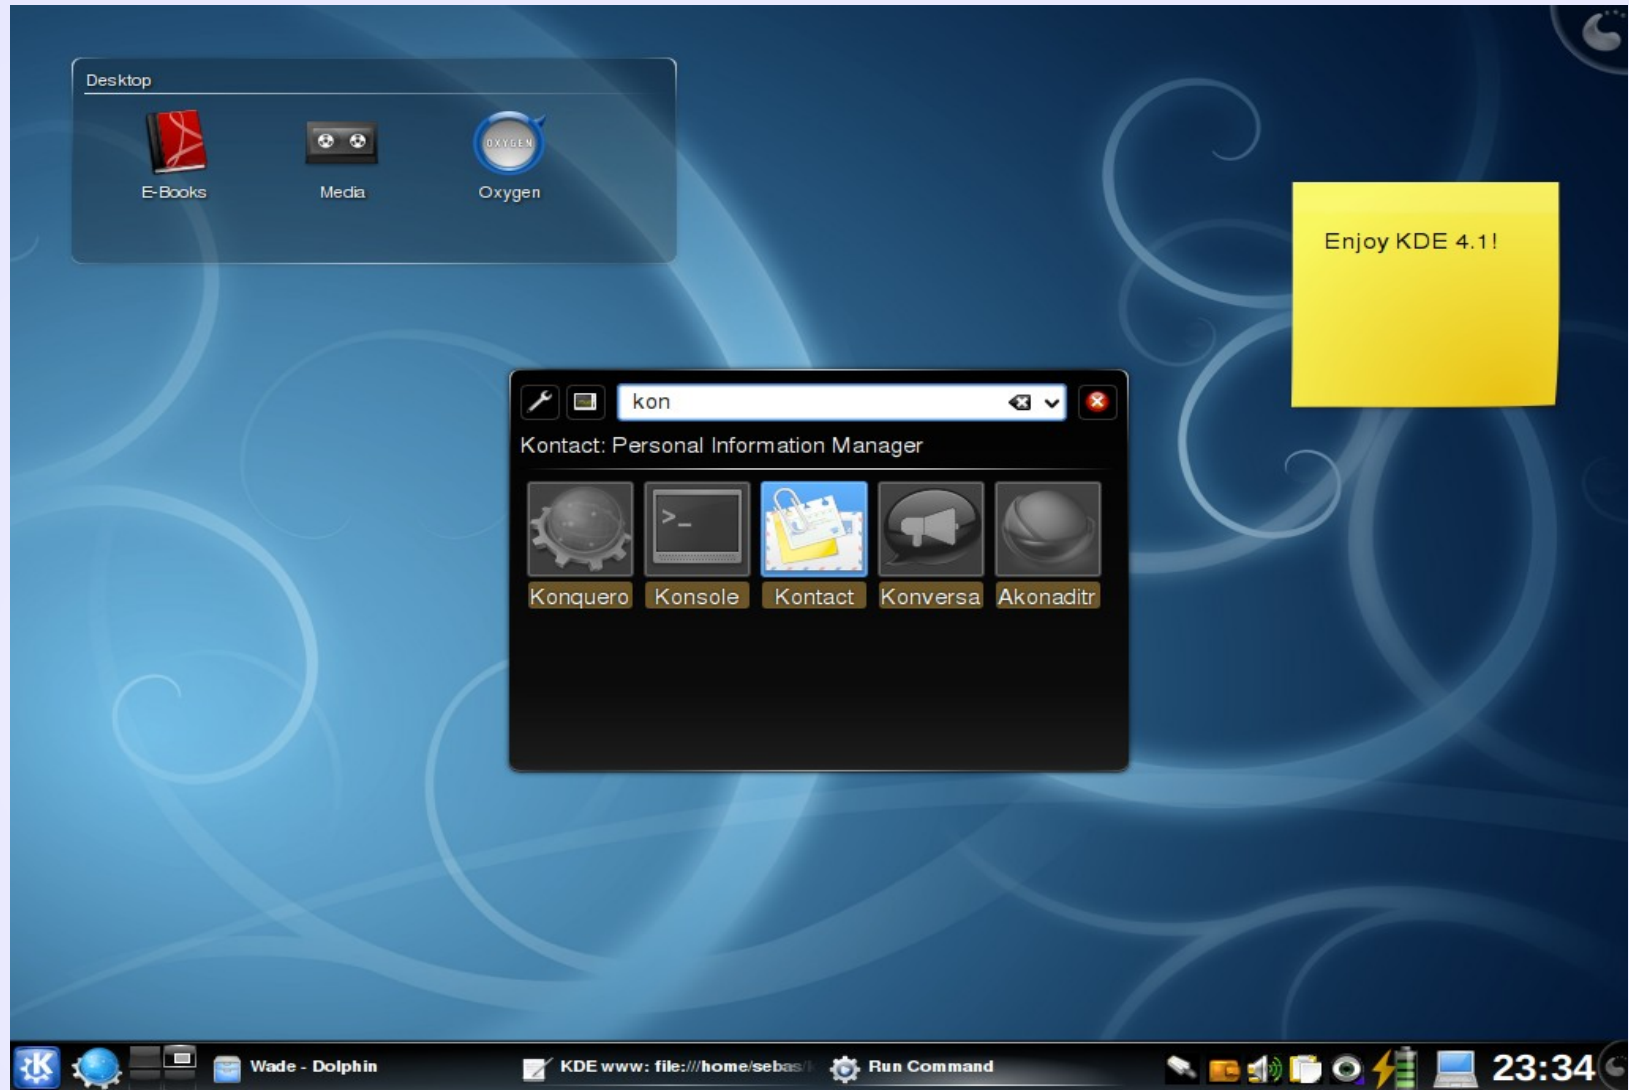 Desktop
E-Books
Media
OXYGEN
Oxygen
Enjoy KDE 4.1!
kon
Kontact: Personal Information Manager
>_
Konquero
Konsole
Kontact
Konversa
Akonaditr
Wade - Dolphin
KDE www: file:///home/sebas/
Run Command
23:34